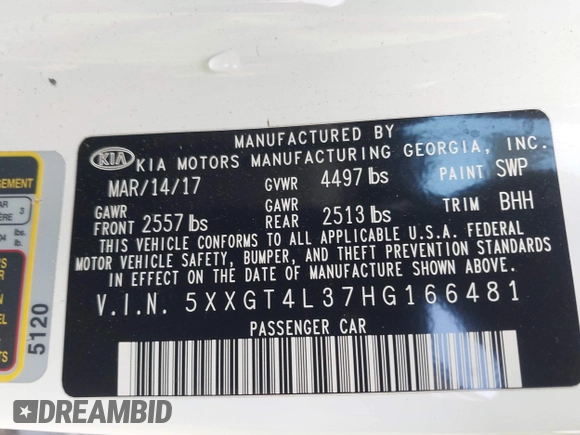 MANUFACTURED BY
KIA KIA MOTORS MANUFACTURING GEORGIA, INC.
MAR/14/17 GVWR 4497 lbs PAINT SWP
GAWR FRONT 2557 lbs GAWR REAR 2513 lbs TRIM BHH
THIS VEHICLE CONFORMS TO ALL APPLICABLE U.S.A. FEDERAL
MOTOR VEHICLE SAFETY, BUMPER, AND THEFT PREVENTION STANDARDS
IN EFFECT ON THE DATE OF MANUFACTURE SHOWN ABOVE.
V.I.N. 5XXGT4L37HG166481
PASSENGER CAR
5120
DREAMBID